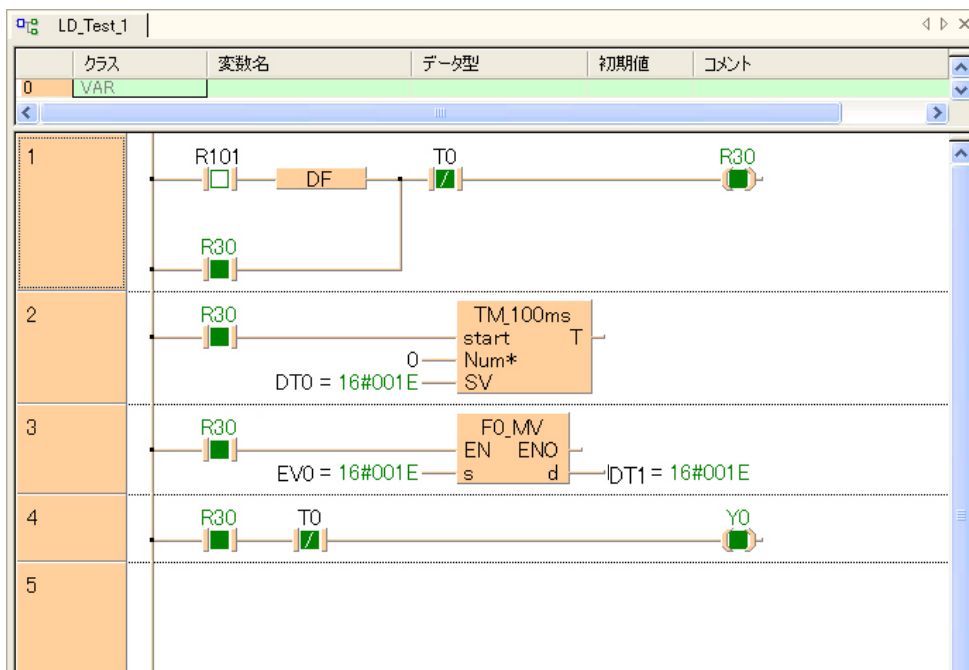 LD_Test_1
クラス 変数名 データ型 初期値 コメント
0 VAR
1
R101 T0 R30
DF
R30
2
R30 TM_100ms
start T
0 Num*
DT0 = 16#001E SV
3
R30 F0_MV
EN ENO
EV0 = 16#001E s d DT1 = 16#001E
4
R30 T0 Y0
5